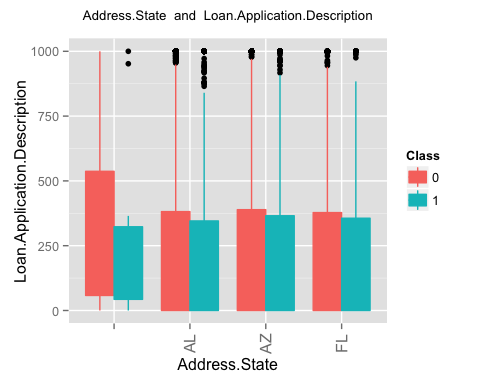 Address.State and Loan.Application.Description
Loan.Application.Description
1000
750
500
250
0
AL
AZ
FL
Address.State
Class
0
1